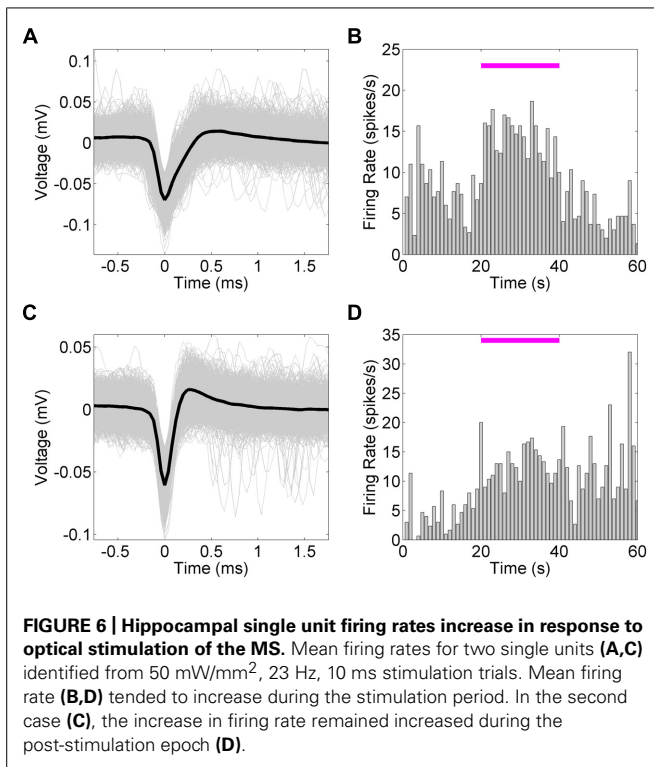 A
B
0.1
0.05
0
-0.05
-0.1
Voltage (mV)
-0.5 0 0.5 1 1.5
Time (ms)
25
20
15
10
5
0
Firing Rate (spikes/s)
0 20 40 60
Time (s)
C
D
0.05
0
-0.05
-0.1
Voltage (mV)
-0.5 0 0.5 1 1.5
Time (ms)
35
30
25
20
15
10
5
0
Firing Rate (spikes/s)
0 20 40 60
Time (s)
FIGURE 6 | Hippocampal single unit firing rates increase in response to
optical stimulation of the MS. Mean firing rates for two single units (A,C)
identified from 50 mW/mm², 23 Hz, 10 ms stimulation trials. Mean firing
rate (B,D) tended to increase during the stimulation period. In the second
case (C), the increase in firing rate remained increased during the
post-stimulation epoch (D).